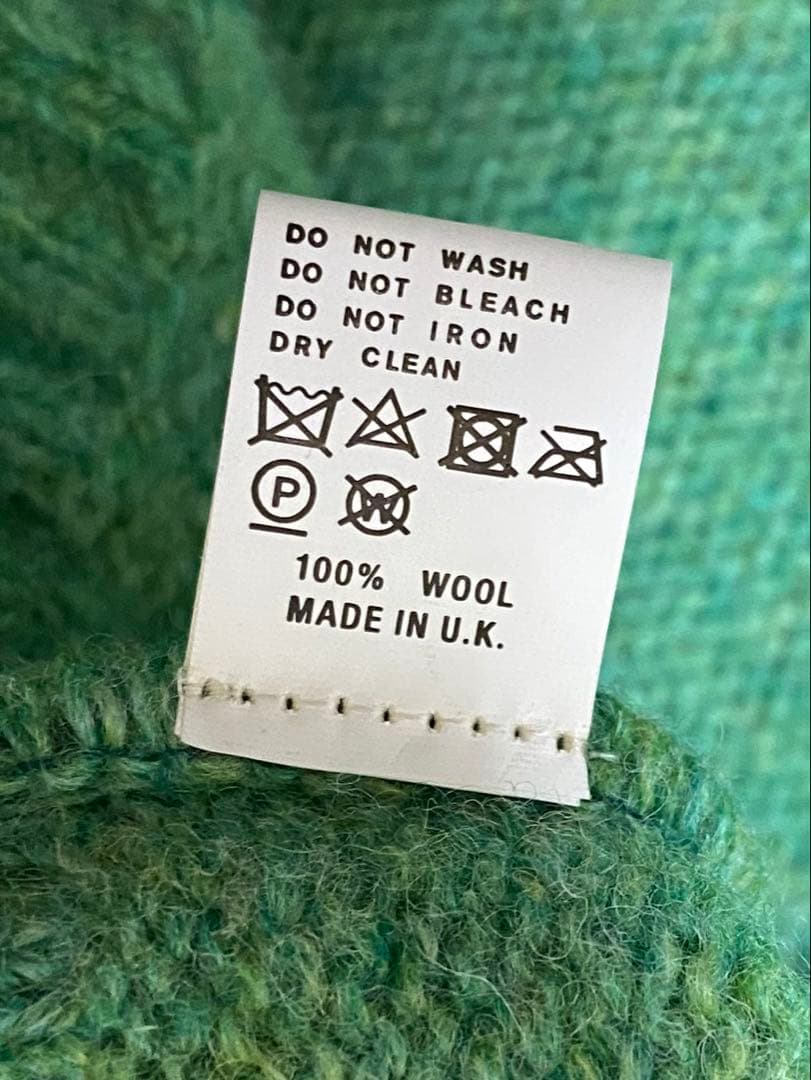 DO NOT WASH
DO NOT BLEACH
DO NOT IRON
DRY CLEAN
P W
100% WOOL
MADE IN U.K.